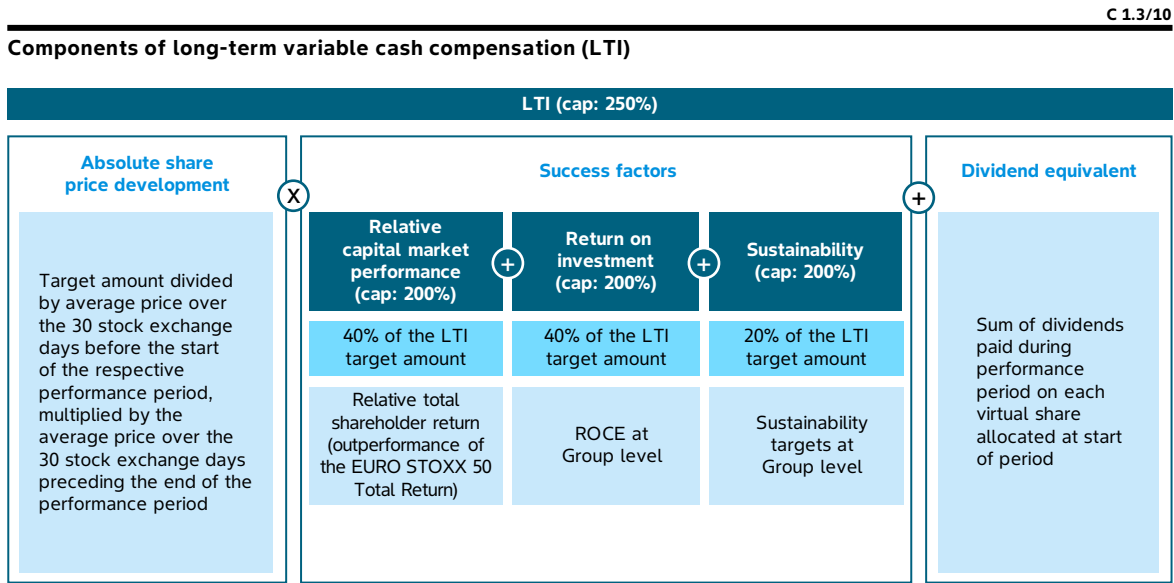 C 1.3/10
Components of long-term variable cash compensation (LTI)
LTI (cap: 250%)
Absolute share
price development
Target amount divided
by average price over
the 30 stock exchange
days before the start
of the respective
performance period,
multiplied by the
average price over the
30 stock exchange days
preceding the end of the
performance period
X
Success factors
Relative
capital market
performance
(cap: 200%)
+
Return on
investment
(cap: 200%)
+
Sustainability
(cap: 200%)
40% of the LTI
target amount
40% of the LTI
target amount
20% of the LTI
target amount
Relative total
shareholder return
(outperformance of
the EURO STOXX 50
Total Return)
ROCE at
Group level
Sustainability
targets at
Group level
+
Dividend equivalent
Sum of dividends
paid during
performance
period on each
virtual share
allocated at start
of period